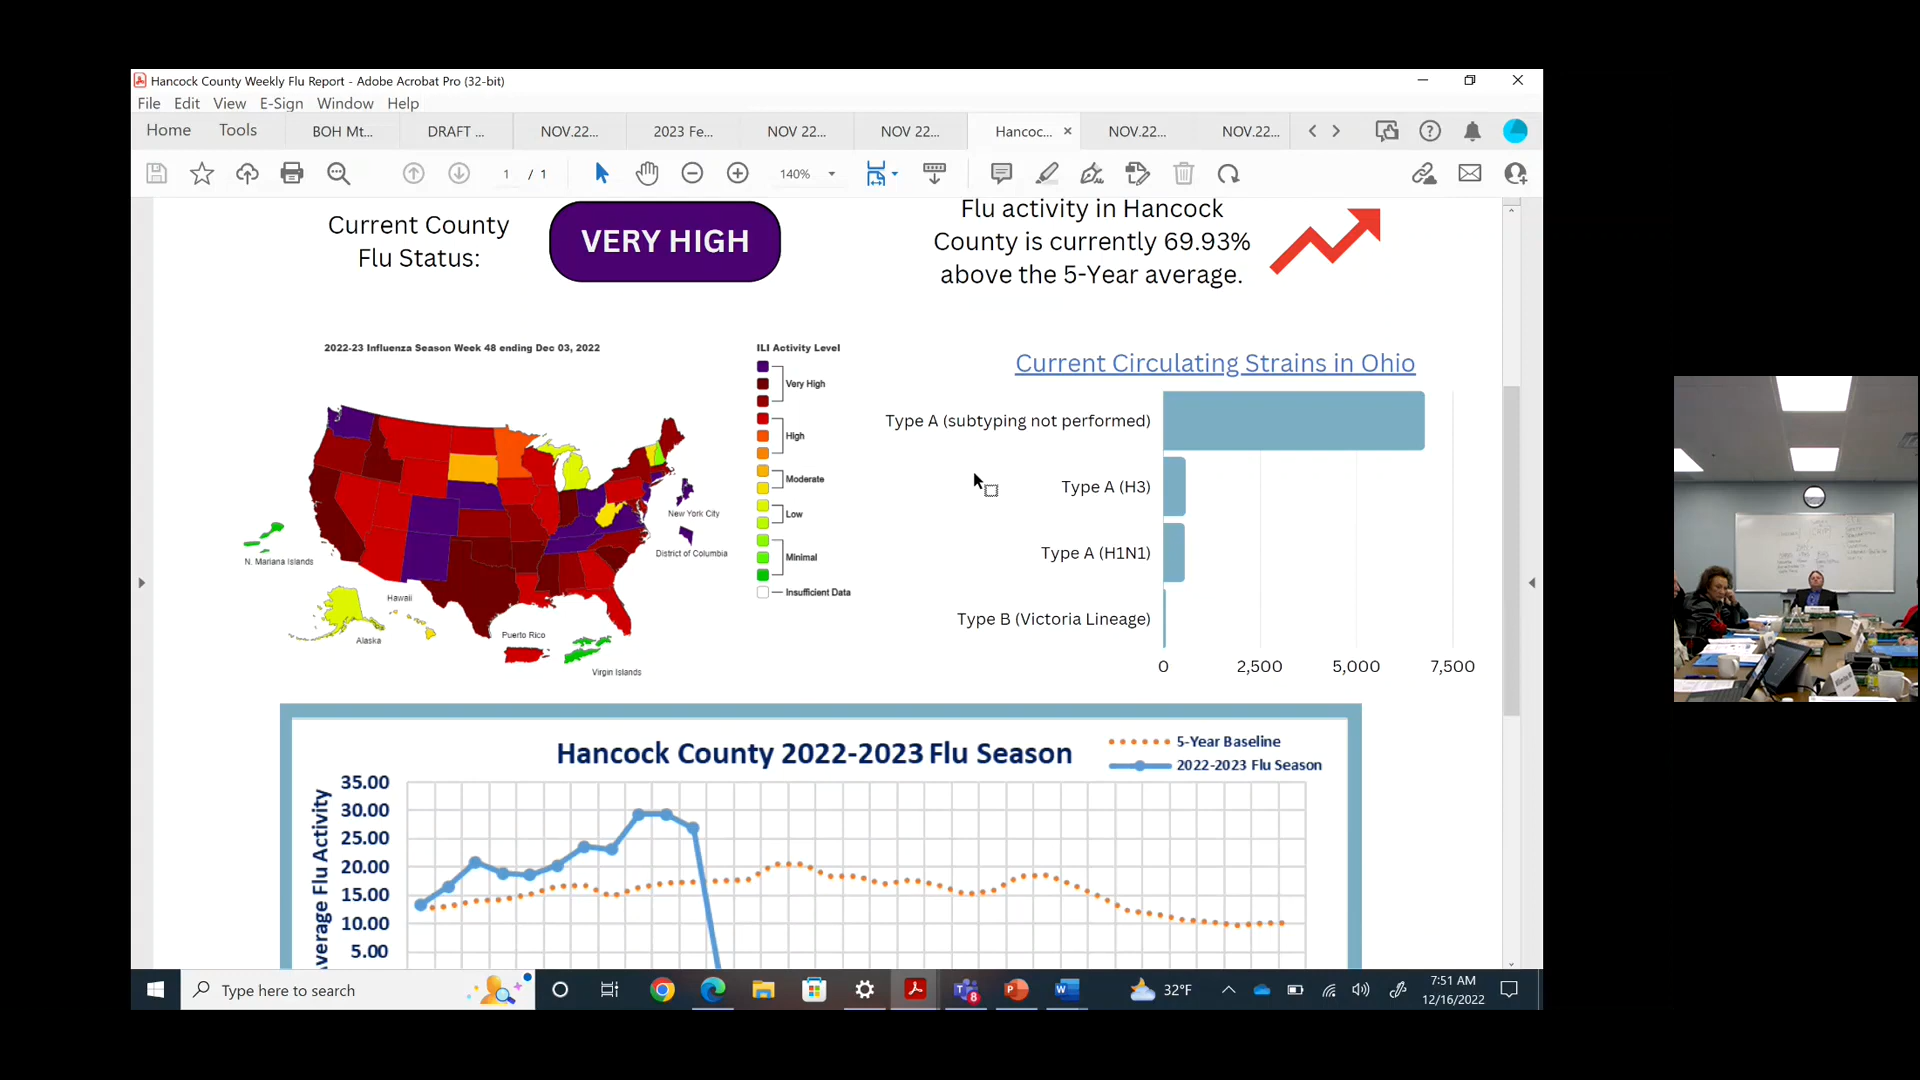 Hancock County Weekly Flu Report - Adobe Acrobat Pro (32-bit)
File Edit View E-Sign Window Help
Home Tools BOH Mt... DRAFT ... NOV.22... 2023 Fe... NOV 22... NOV 22... Hancoc... × NOV.22... NOV.22...
1 / 1 140%
Current County
Flu Status:
VERY HIGH
Flu activity in Hancock
County is currently 69.93%
above the 5-Year average.
2022-23 Influenza Season Week 48 ending Dec 03, 2022
New York City
District of Columbia
N. Mariana Islands
Hawaii
Alaska
Puerto Rico
Virgin Islands
ILI Activity Level
Very High
High
Moderate
Low
Minimal
Insufficient Data
Current Circulating Strains in Ohio
Type A (subtyping not performed)
Type A (H3)
Type A (H1N1)
Type B (Victoria Lineage)
0 2,500 5,000 7,500
Hancock County 2022-2023 Flu Season
5-Year Baseline
2022-2023 Flu Season
Average Flu Activity
35.00
30.00
25.00
20.00
15.00
10.00
5.00
Type here to search
8
32°F
7:51 AM
12/16/2022